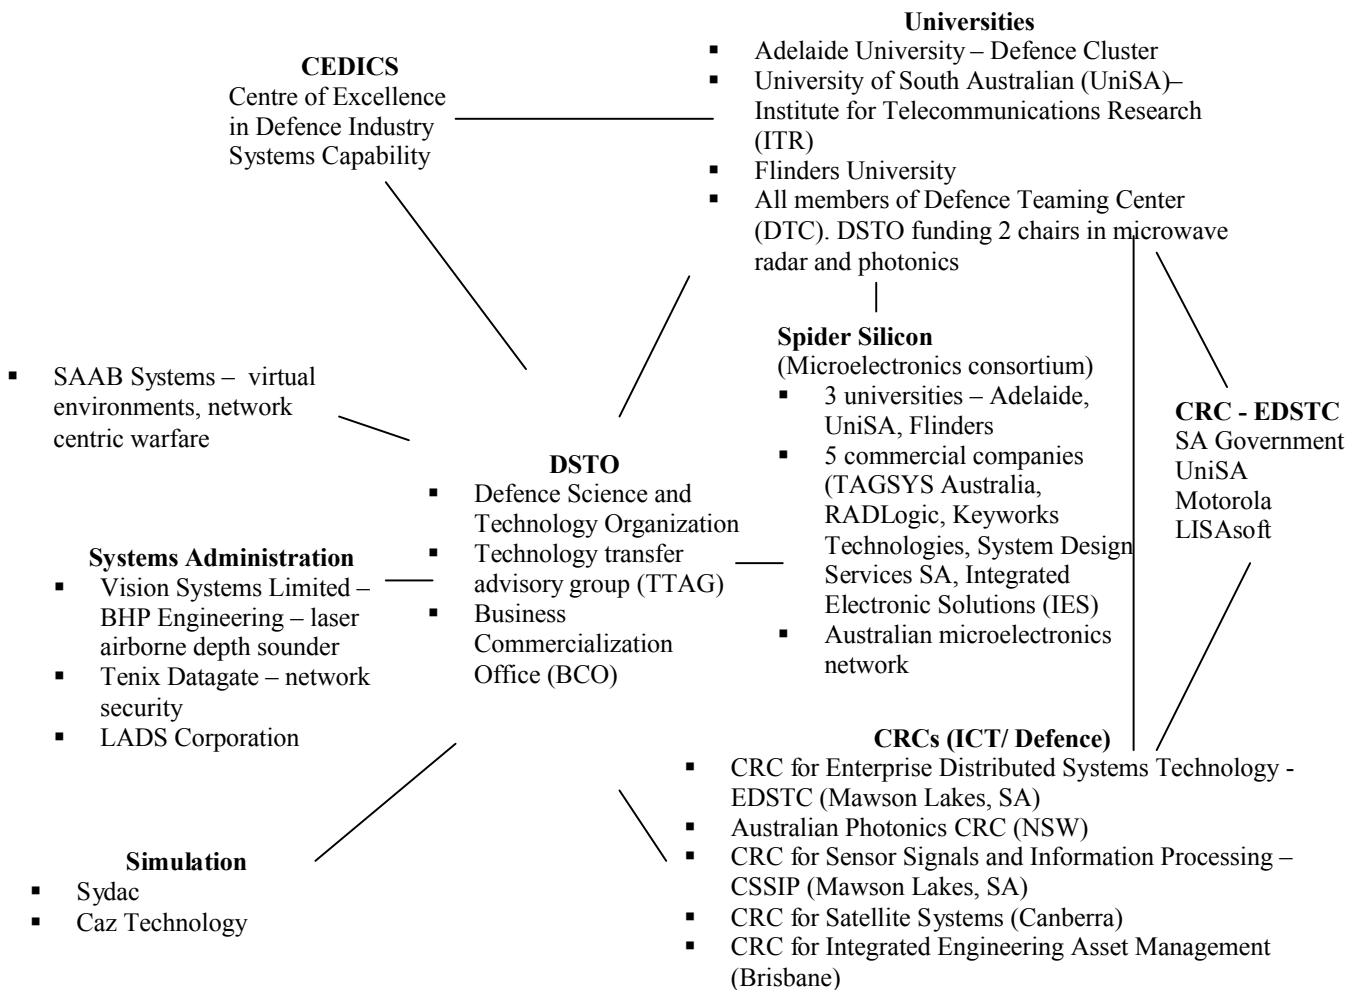 Universities
▪ Adelaide University – Defence Cluster
▪ University of South Australian (UniSA)–
Institute for Telecommunications Research
(ITR)
▪ Flinders University
▪ All members of Defence Teaming Center
(DTC). DSTO funding 2 chairs in microwave
radar and photonics
CEDICS
Centre of Excellence
in Defence Industry
Systems Capability
Spider Silicon
(Microelectronics consortium)
▪ 3 universities – Adelaide,
UniSA, Flinders
▪ 5 commercial companies
(TAGSYS Australia,
RADLogic, Keyworks
Technologies, System Design
Services SA, Integrated
Electronic Solutions (IES)
▪ Australian microelectronics
network
CRC - EDSTC
SA Government
UniSA
Motorola
LISAsoft
▪ SAAB Systems – virtual
environments, network
centric warfare
DSTO
▪ Defence Science and
Technology Organization
▪ Technology transfer
advisory group (TTAG)
▪ Business
Commercialization
Office (BCO)
Systems Administration
▪ Vision Systems Limited –
BHP Engineering – laser
airborne depth sounder
▪ Tenix Datagate – network
security
▪ LADS Corporation
Simulation
▪ Sydac
▪ Caz Technology
CRCs (ICT/ Defence)
▪ CRC for Enterprise Distributed Systems Technology -
EDSTC (Mawson Lakes, SA)
▪ Australian Photonics CRC (NSW)
▪ CRC for Sensor Signals and Information Processing –
CSSIP (Mawson Lakes, SA)
▪ CRC for Satellite Systems (Canberra)
▪ CRC for Integrated Engineering Asset Management
(Brisbane)